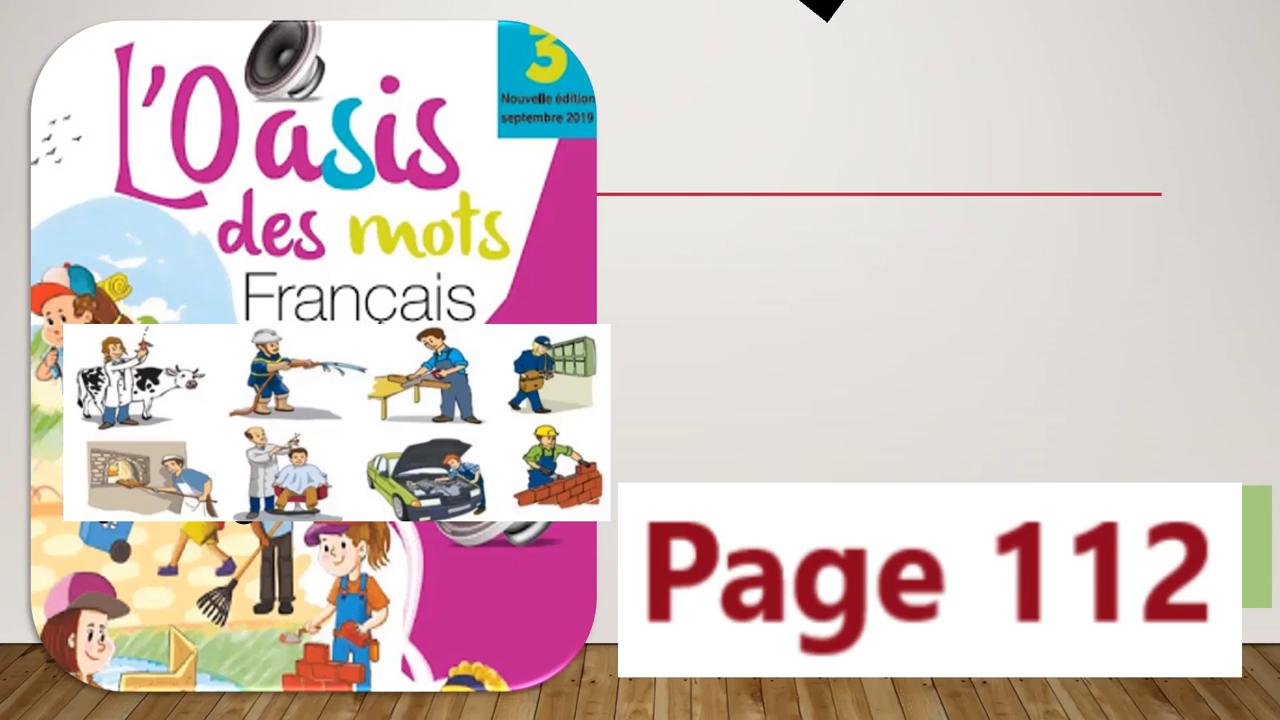 L'Oasis
des mots
Français
3
Nouvelle édition
septembre 2019
Page 112